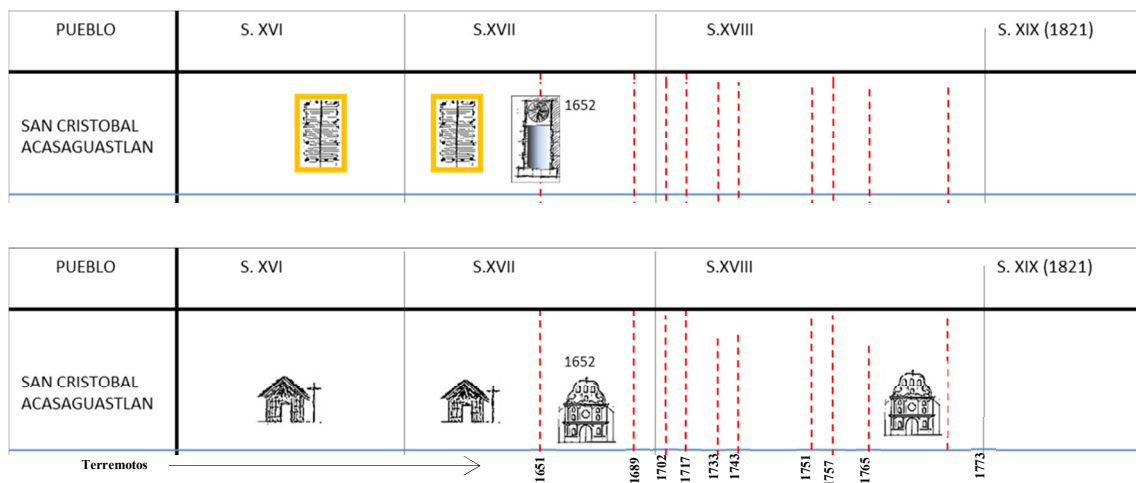 PUEBLO S. XVI S.XVII S.XVIII S. XIX (1821)
1652
SAN CRISTOBAL
ACASAGUASTLAN
PUEBLO S. XVI S.XVII S.XVIII S. XIX (1821)
1652
SAN CRISTOBAL
ACASAGUASTLAN
Terremotos
1651 1689 1702 1717 1733 1743 1751 1757 1765 1773